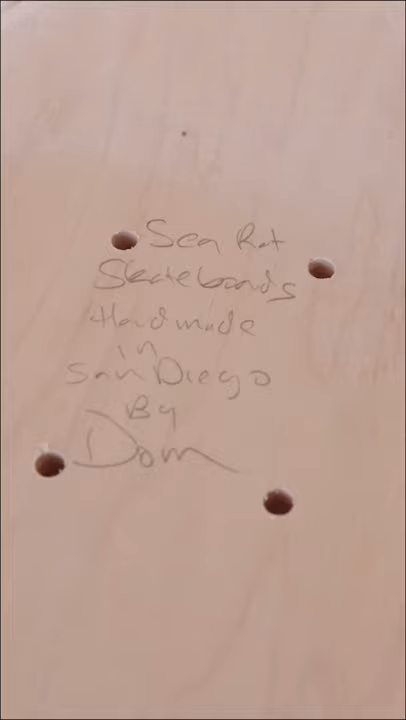 Sea Rat
Skateboards
Handmade
in
San Diego
By
Dom